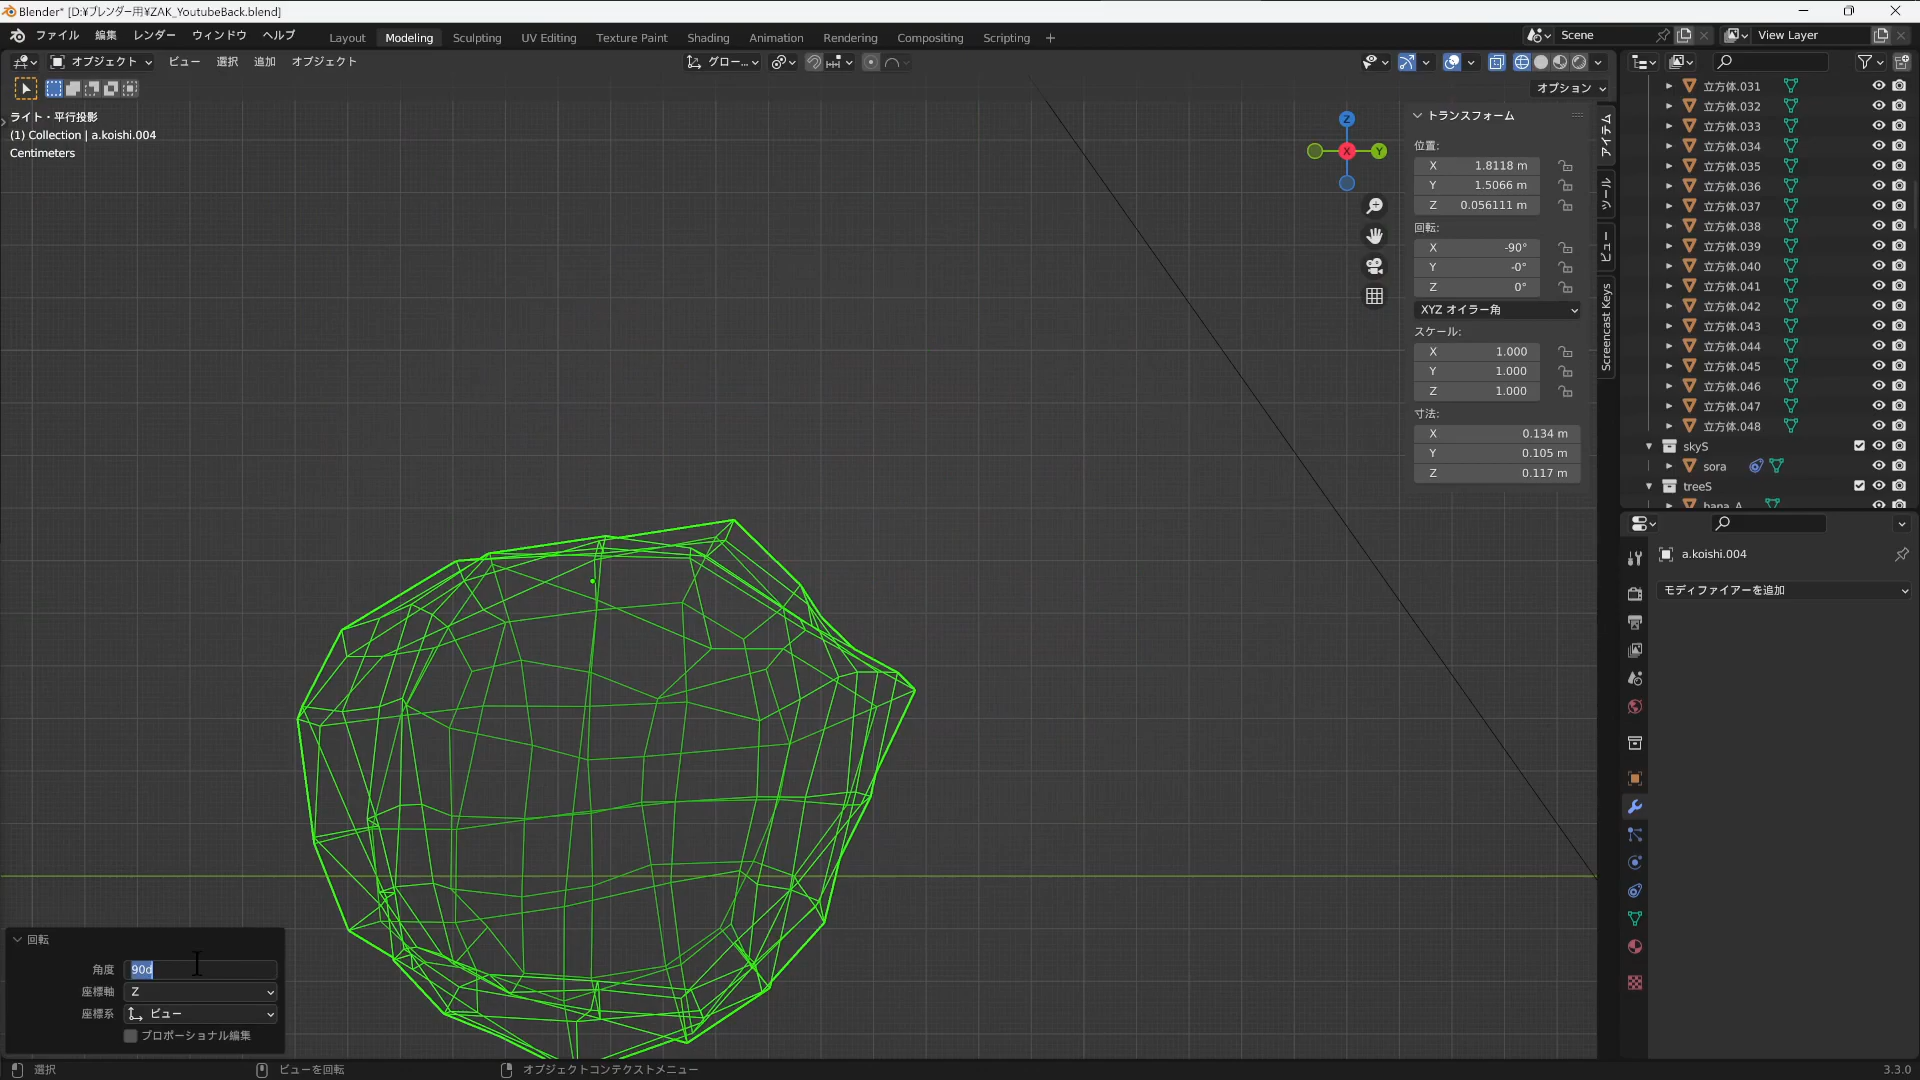 Blender* [D:¥ブレンダー用¥ZAK_YoutubeBack.blend]
ファイル 編集 レンダー ウィンドウ ヘルプ Layout Modeling Sculpting UV Editing Texture Paint Shading Animation Rendering Compositing Scripting + Scene View Layer
オブジェクト ビュー 選択 追加 オブジェクト グロー...
オプション
ライト・平行投影
(1) Collection | a.koishi.004
Centimeters
Z
X
Y
トランスフォーム
位置:
X 1.8118 m
Y 1.5066 m
Z 0.056111 m
回転:
X -90°
Y -0°
Z 0°
XYZ オイラー角
スケール:
X 1.000
Y 1.000
Z 1.000
寸法:
X 0.134 m
Y 0.105 m
Z 0.117 m
アイテム
ツール
ビュー
Screencast Keys
立方体.031
立方体.032
立方体.033
立方体.034
立方体.035
立方体.036
立方体.037
立方体.038
立方体.039
立方体.040
立方体.041
立方体.042
立方体.043
立方体.044
立方体.045
立方体.046
立方体.047
立方体.048
skyS
sora
treeS
hana_A
a.koishi.004
モディファイアーを追加
回転
角度 90d
座標軸 Z
座標系 ビュー
プロポーショナル編集
選択 ビューを回転 オブジェクトコンテクストメニュー 3.3.0